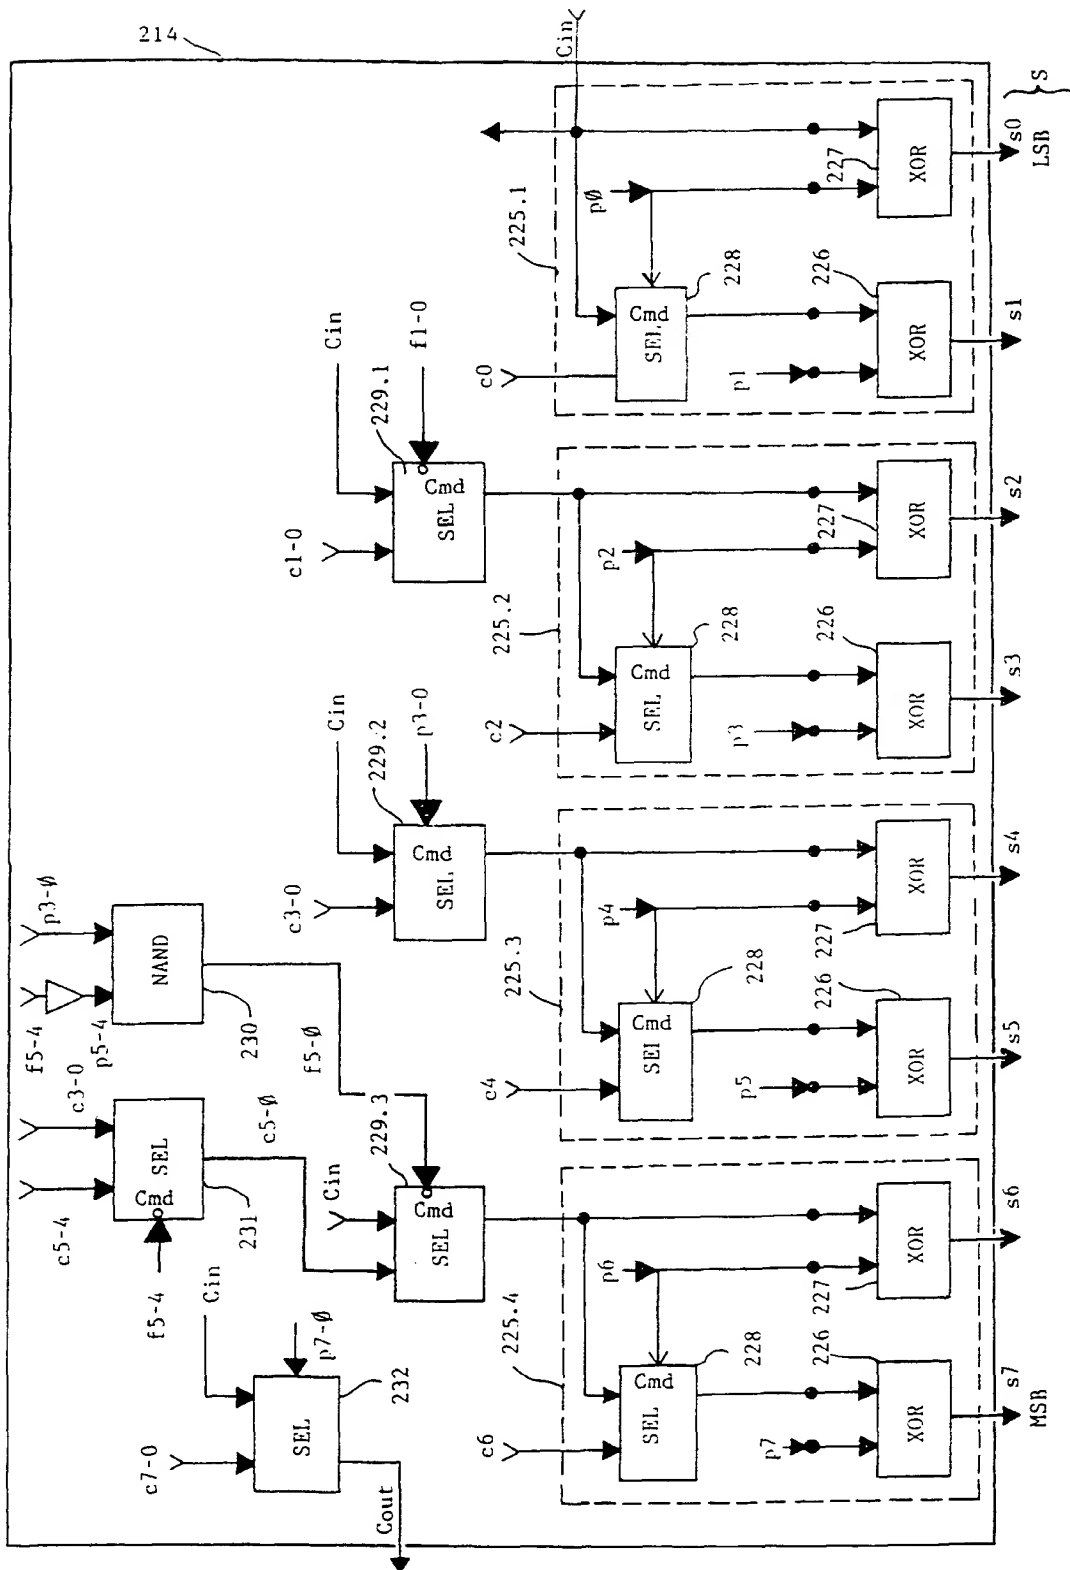 214
p3-Ø
f5-4
p5-4
NAND
230
f5-Ø
c3-0
c5-4
SEL
Cmd
231
c5-Ø
f5-4
Cin
p7-Ø
c7-0
SEL
232
Cout
Cin
229.3
Cmd
SEL
Cin
p3-0
229.2
c3-0
Cmd
SEL
Cin
f1-0
229.1
c1-0
Cmd
SEL
Cin
225.1
pØ
c0
Cmd
SEL
228
p1
226
227
XOR
XOR
225.2
p2
c2
Cmd
SEL
228
p3
226
227
XOR
XOR
225.3
p4
c4
Cmd
SEI
228
p5
226
227
XOR
XOR
225.4
p6
c6
Cmd
SEL
228
p7
226
227
XOR
XOR
s7
MSB
s6
s5
s4
s3
s2
s1
s0
LSB
S